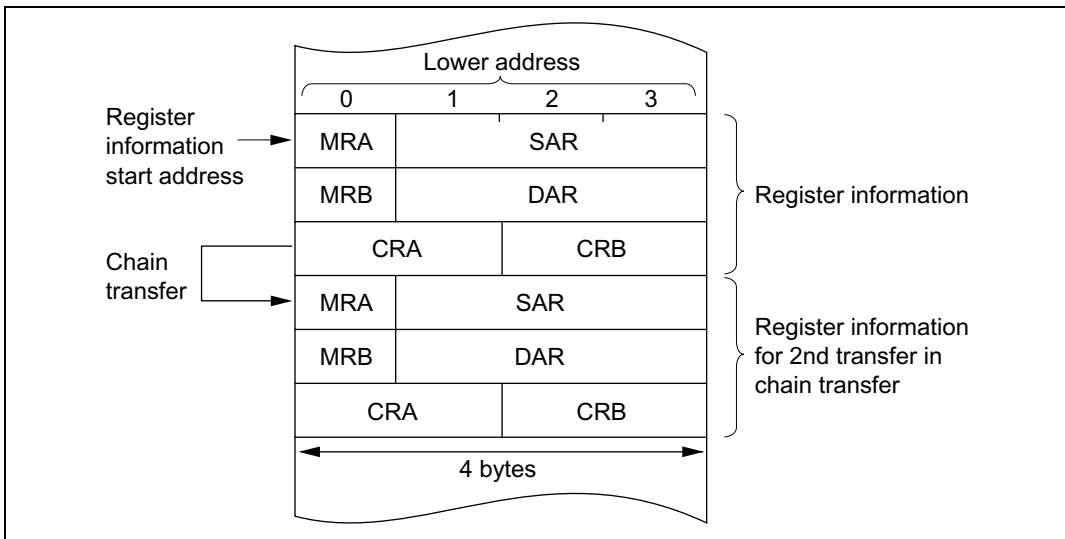 Lower address
0 1 2 3
Register
information
start address
MRA SAR
MRB DAR
Register information
CRA CRB
Chain
transfer
MRA SAR
MRB DAR
Register information
for 2nd transfer in
chain transfer
CRA CRB
4 bytes